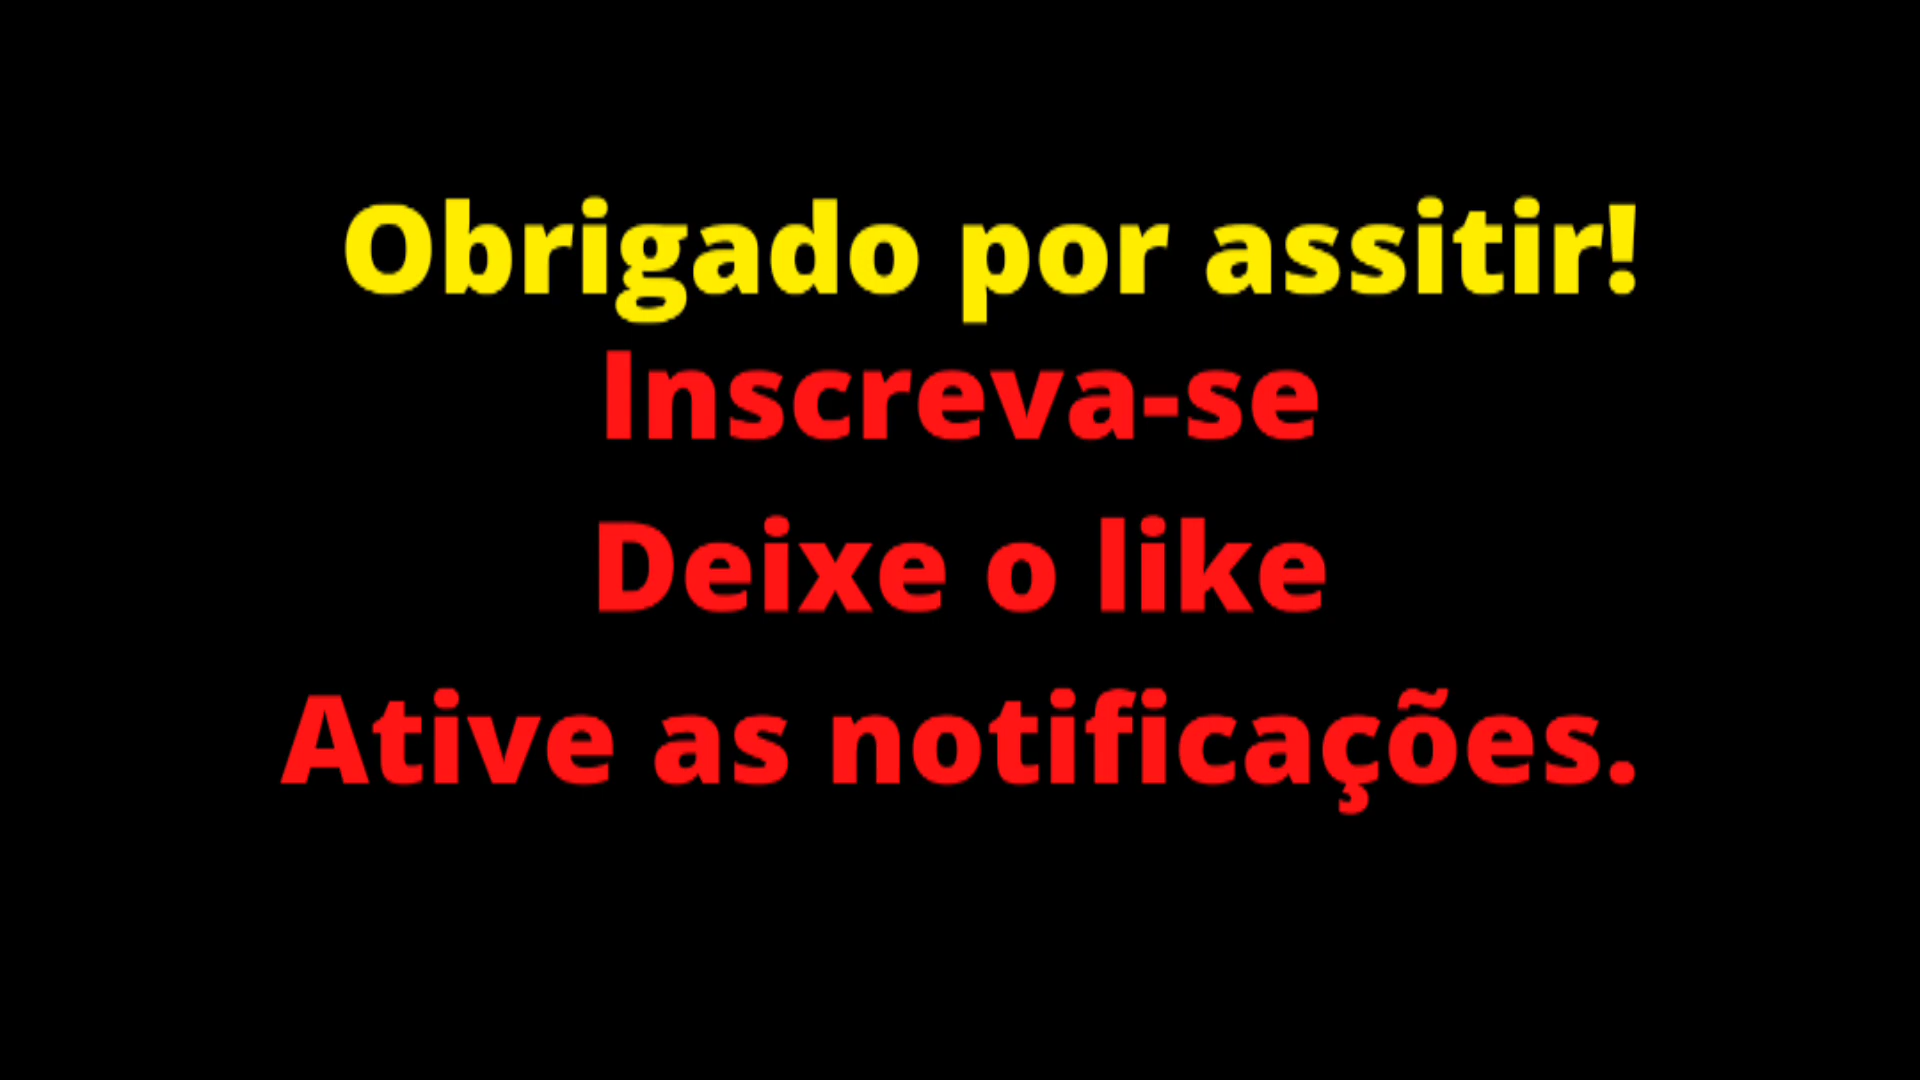 Obrigado por assitir!
Inscreva-se
Deixe o like
Ative as notificações.